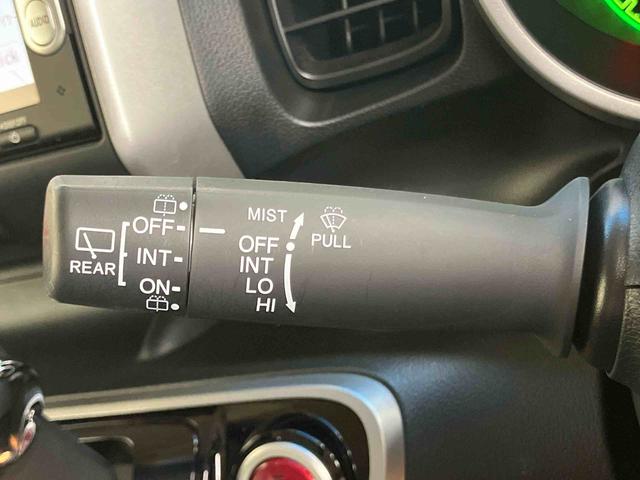 AUDIO
REAR
OFF
INT
ON
MIST
OFF
INT
LO
HI
PULL